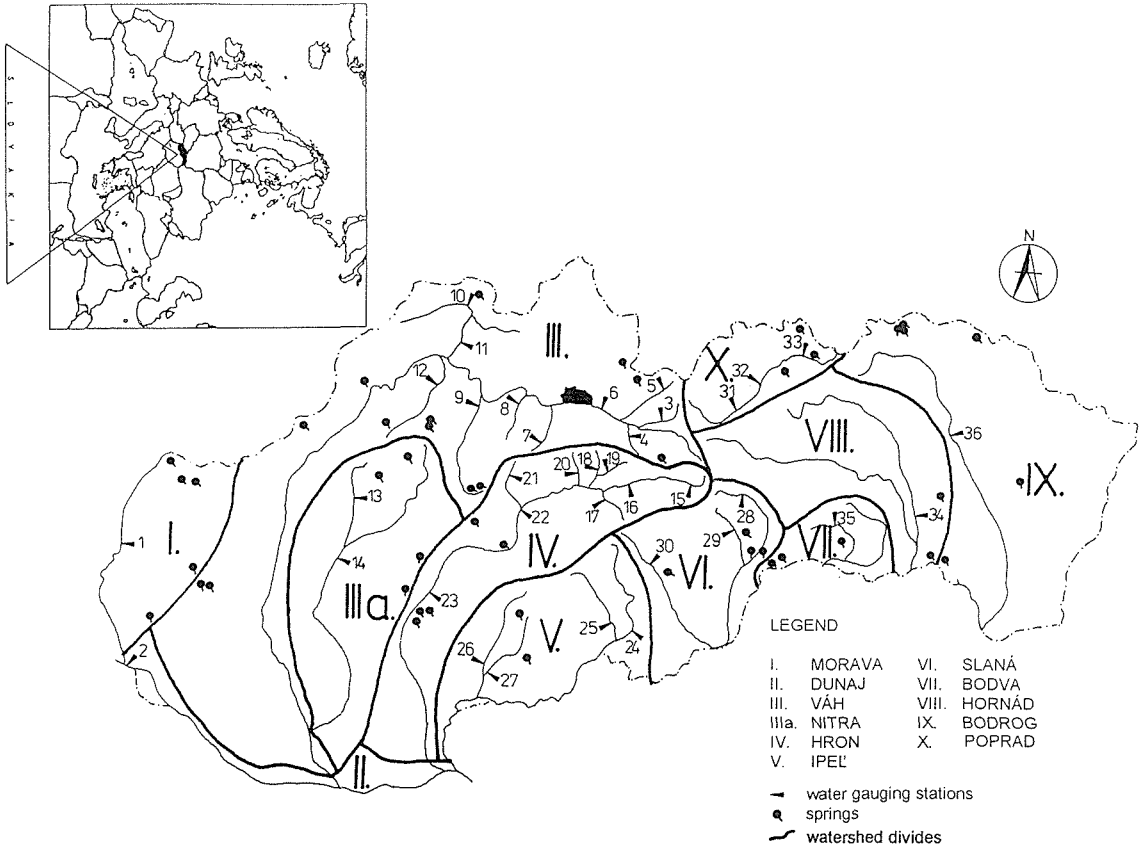 SLOVAKIA
N
10
III.
33
11
X.
32
12
5
6
31
9
8
3
VIII.
36
7
4
18
19
20
21
IX.
13
16
15
28
17
22
34
35
29
1
I.
IV.
VII.
30
VI.
14
IIIa.
23
LEGEND
25
V.
24
2
26
27
I. MORAVA VI. SLANÁ
II. DUNAJ VII. BODVA
III. VÁH VIII. HORNÁD
IIIa. NITRA IX. BODROG
IV. HRON X. POPRAD
V. IPEĽ
II.
water gauging stations
springs
watershed divides